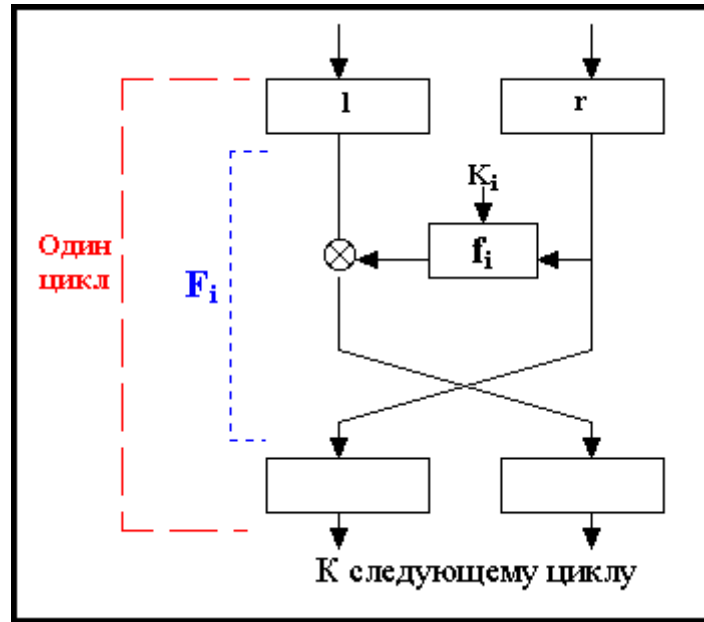 l
r
Kᵢ
fᵢ
Один
цикл
Fᵢ
К следующему циклу